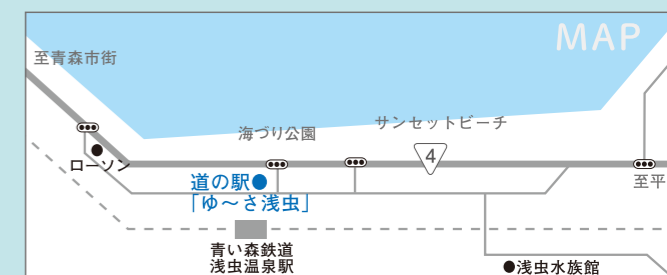 MAP
至青森市街
海づり公園
サンセットビーチ
4
ローソン
道の駅●
「ゆ〜さ浅虫」
至平
青い森鉄道
浅虫温泉駅
●浅虫水族館